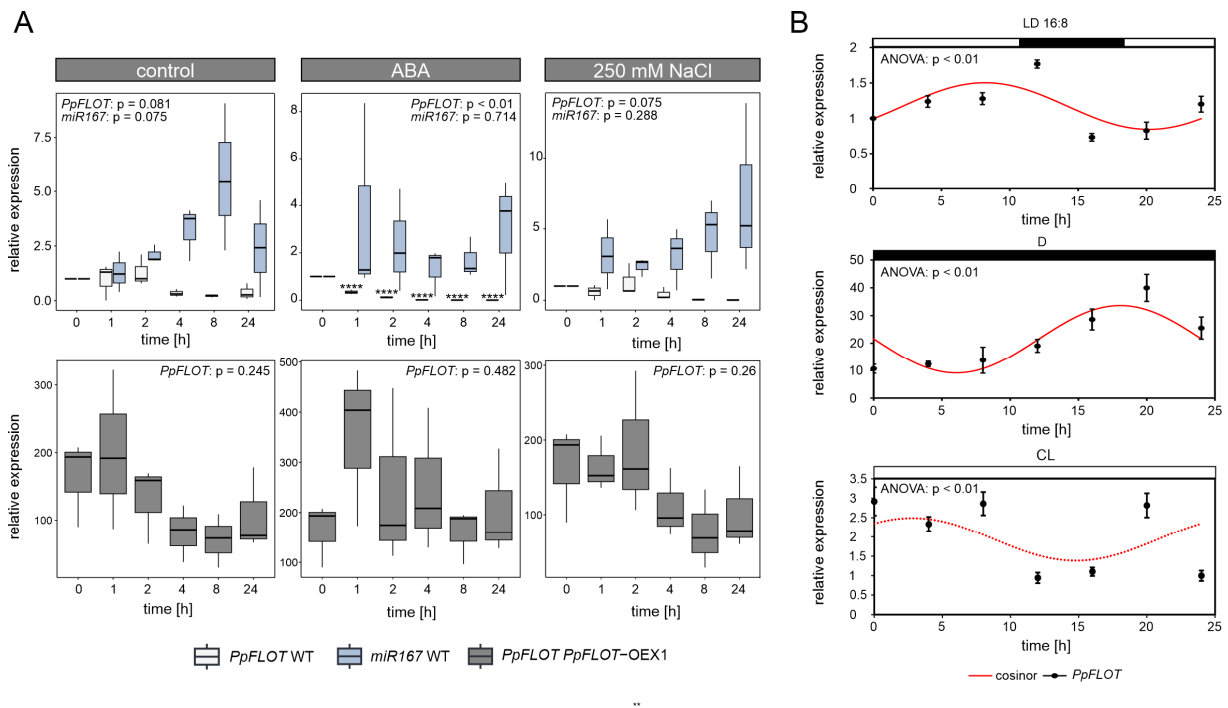 A
control
ABA
250 mM NaCl
relative expression
PpFLOT: p = 0.081
miR167: p = 0.075
7.5
5.0
2.5
0.0
0 1 2 4 8 24
time [h]
PpFLOT: p < 0.01
miR167: p = 0.714
8
6
4
2
0
**** **** **** **** ****
0 1 2 4 8 24
time [h]
PpFLOT: p = 0.075
miR167: p = 0.288
10
5
0
0 1 2 4 8 24
time [h]
relative expression
PpFLOT: p = 0.245
300
200
100
0 1 2 4 8 24
time [h]
PpFLOT: p = 0.482
500
400
300
200
100
0 1 2 4 8 24
time [h]
PpFLOT: p = 0.26
300
200
100
0 1 2 4 8 24
time [h]
PpFLOT WT
miR167 WT
PpFLOT PpFLOT–OEX1
**
B
LD 16:8
ANOVA: p < 0.01
relative expression
2
1.5
1
0.5
0
0 5 10 15 20 25
time [h]
D
ANOVA: p < 0.01
relative expression
50
40
30
20
10
0
0 5 10 15 20 25
time [h]
CL
ANOVA: p < 0.01
relative expression
3.5
3
2.5
2
1.5
1
0.5
0
0 5 10 15 20 25
time [h]
cosinor
PpFLOT